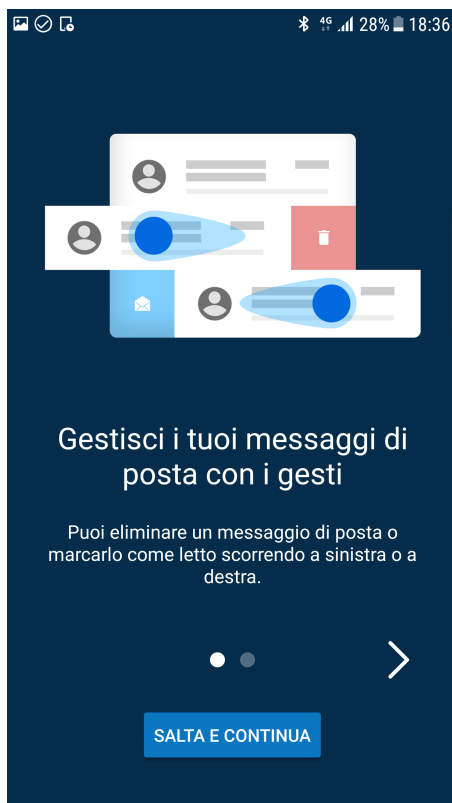 4G 28% 18:36
Gestisci i tuoi messaggi di
posta con i gesti
Puoi eliminare un messaggio di posta o
marcarlo come letto scorrendo a sinistra o a
destra.
SALTA E CONTINUA